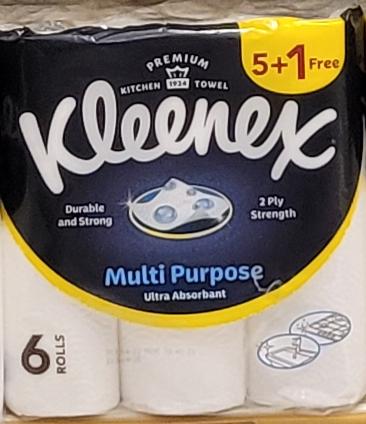 5+1 Free
PREMIUM
KITCHEN 1924 TOWEL
Kleenex
Durable
and Strong
2 Ply
Strength
Multi Purpose
Ultra Absorbant
6 ROLLS